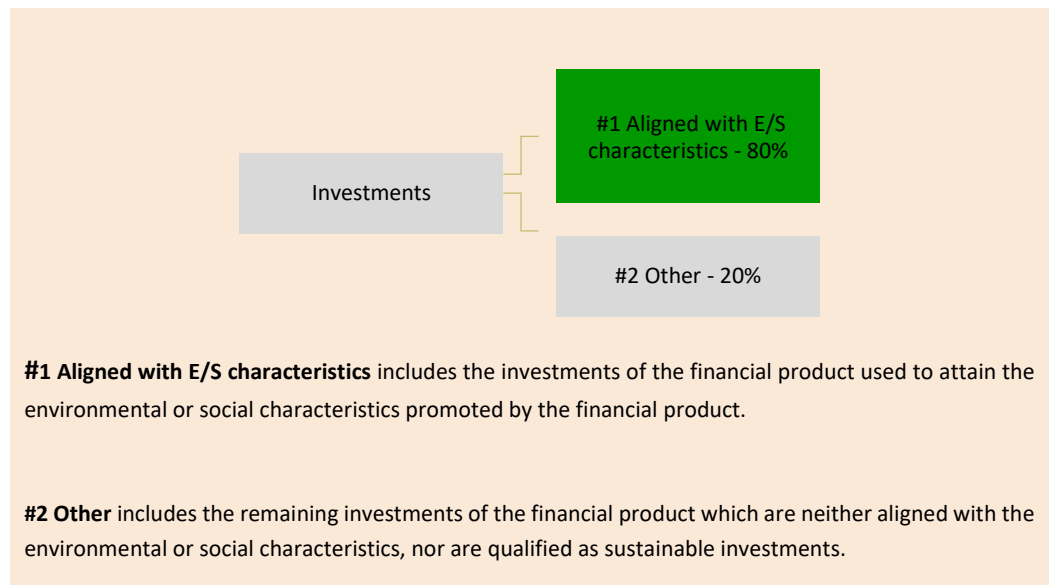 #1 Aligned with E/S
characteristics - 80%
Investments
#2 Other - 20%
#1 Aligned with E/S characteristics includes the investments of the financial product used to attain the
environmental or social characteristics promoted by the financial product.
#2 Other includes the remaining investments of the financial product which are neither aligned with the
environmental or social characteristics, nor are qualified as sustainable investments.